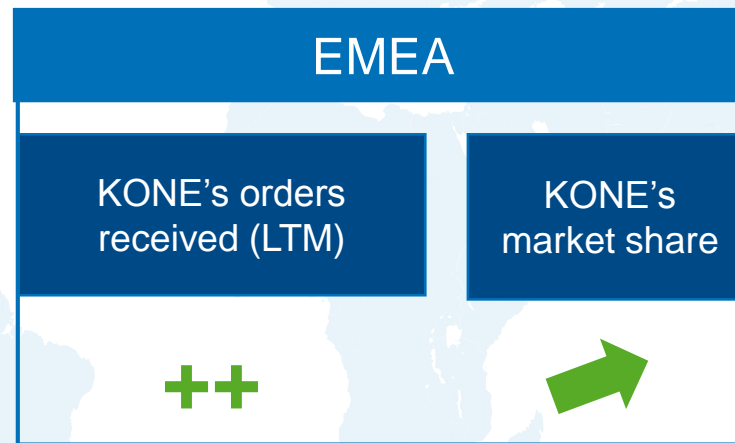 EMEA
KONE’s orders
received (LTM)
KONE’s
market share
++